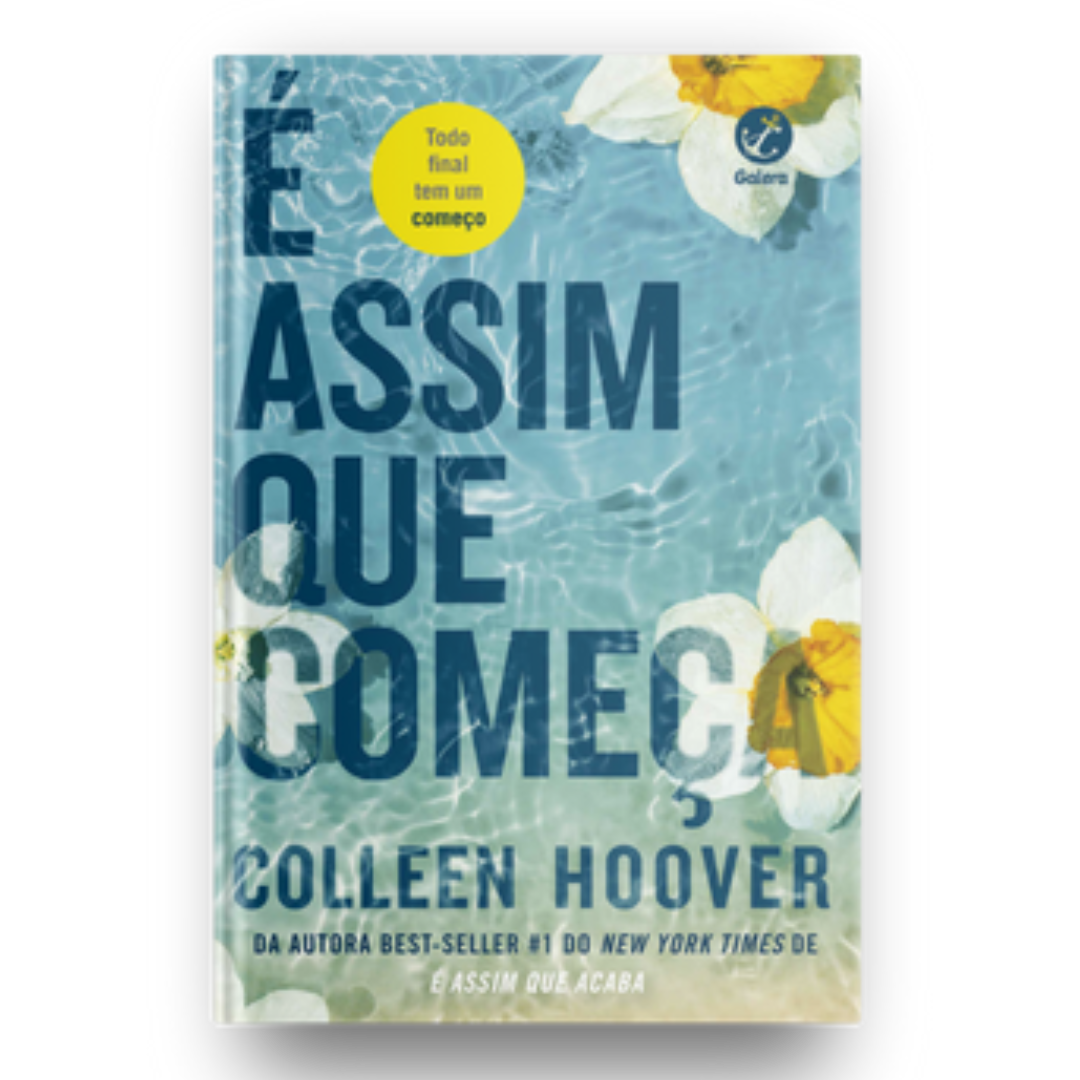 É
Todo
final
tem um
começo
Galera
ASSIM
QUE
COMEÇA
COLLEEN HOOVER
DA AUTORA BEST-SELLER #1 DO NEW YORK TIMES DE
É ASSIM QUE ACABA